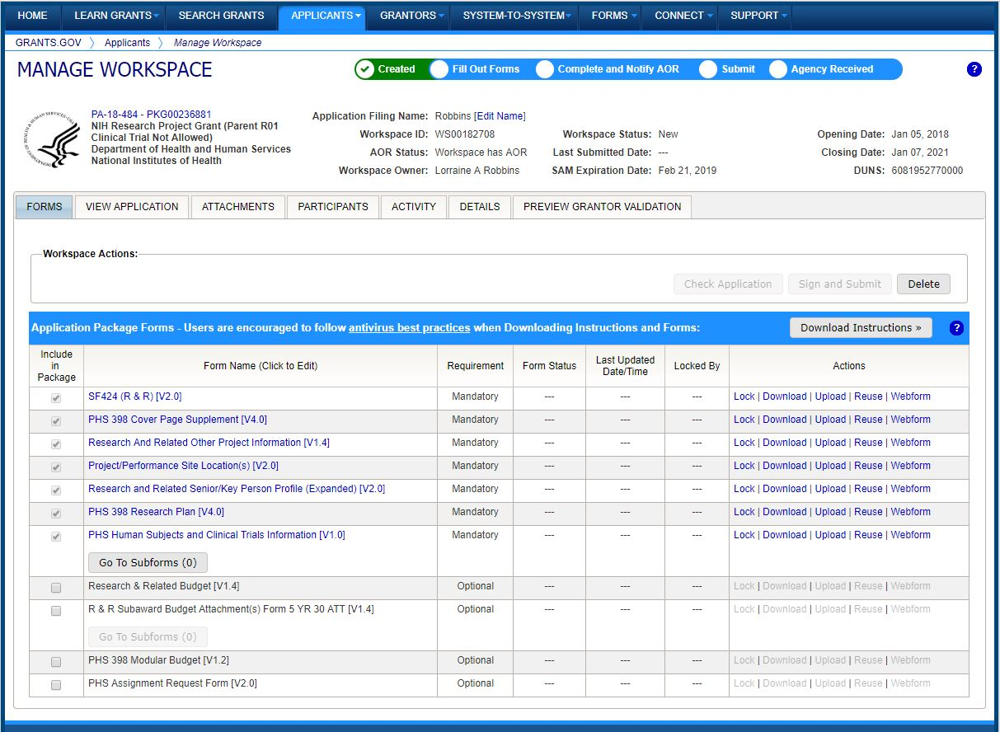 HOME LEARN GRANTS SEARCH GRANTS APPLICANTS GRANTORS SYSTEM-TO-SYSTEM FORMS CONNECT SUPPORT
GRANTS.GOV 〉 Applicants 〉 Manage Workspace
MANAGE WORKSPACE
Created Fill Out Forms Complete and Notify AOR Submit Agency Received ?
PA-18-484 - PKG00236881
NIH Research Project Grant (Parent R01
Clinical Trial Not Allowed)
Department of Health and Human Services
National Institutes of Health
Application Filing Name: Robbins [Edit Name]
Workspace ID: WS00182708 Workspace Status: New Opening Date: Jan 05, 2018
AOR Status: Workspace has AOR Last Submitted Date: --- Closing Date: Jan 07, 2021
Workspace Owner: Lorraine A Robbins SAM Expiration Date: Feb 21, 2019 DUNS: 6081952770000
FORMS VIEW APPLICATION ATTACHMENTS PARTICIPANTS ACTIVITY DETAILS PREVIEW GRANTOR VALIDATION
Workspace Actions:
Check Application Sign and Submit Delete
Application Package Forms - Users are encouraged to follow antivirus best practices when Downloading Instructions and Forms: Download Instructions » ?
Include in Package Form Name (Click to Edit) Requirement Form Status Last Updated Date/Time Locked By Actions
SF424 (R & R) [V2.0] Mandatory --- --- --- Lock | Download | Upload | Reuse | Webform
PHS 398 Cover Page Supplement [V4.0] Mandatory --- --- --- Lock | Download | Upload | Reuse | Webform
Research And Related Other Project Information [V1.4] Mandatory --- --- --- Lock | Download | Upload | Reuse | Webform
Project/Performance Site Location(s) [V2.0] Mandatory --- --- --- Lock | Download | Upload | Reuse | Webform
Research and Related Senior/Key Person Profile (Expanded) [V2.0] Mandatory --- --- --- Lock | Download | Upload | Reuse | Webform
PHS 398 Research Plan [V4.0] Mandatory --- --- --- Lock | Download | Upload | Reuse | Webform
PHS Human Subjects and Clinical Trials Information [V1.0] Mandatory --- --- --- Lock | Download | Upload | Reuse | Webform
Go To Subforms (0)
Research & Related Budget [V1.4] Optional --- --- --- Lock | Download | Upload | Reuse | Webform
R & R Subaward Budget Attachment(s) Form 5 YR 30 ATT [V1.4] Optional --- --- --- Lock | Download | Upload | Reuse | Webform
Go To Subforms (0)
PHS 398 Modular Budget [V1.2] Optional --- --- --- Lock | Download | Upload | Reuse | Webform
PHS Assignment Request Form [V2.0] Optional --- --- --- Lock | Download | Upload | Reuse | Webform